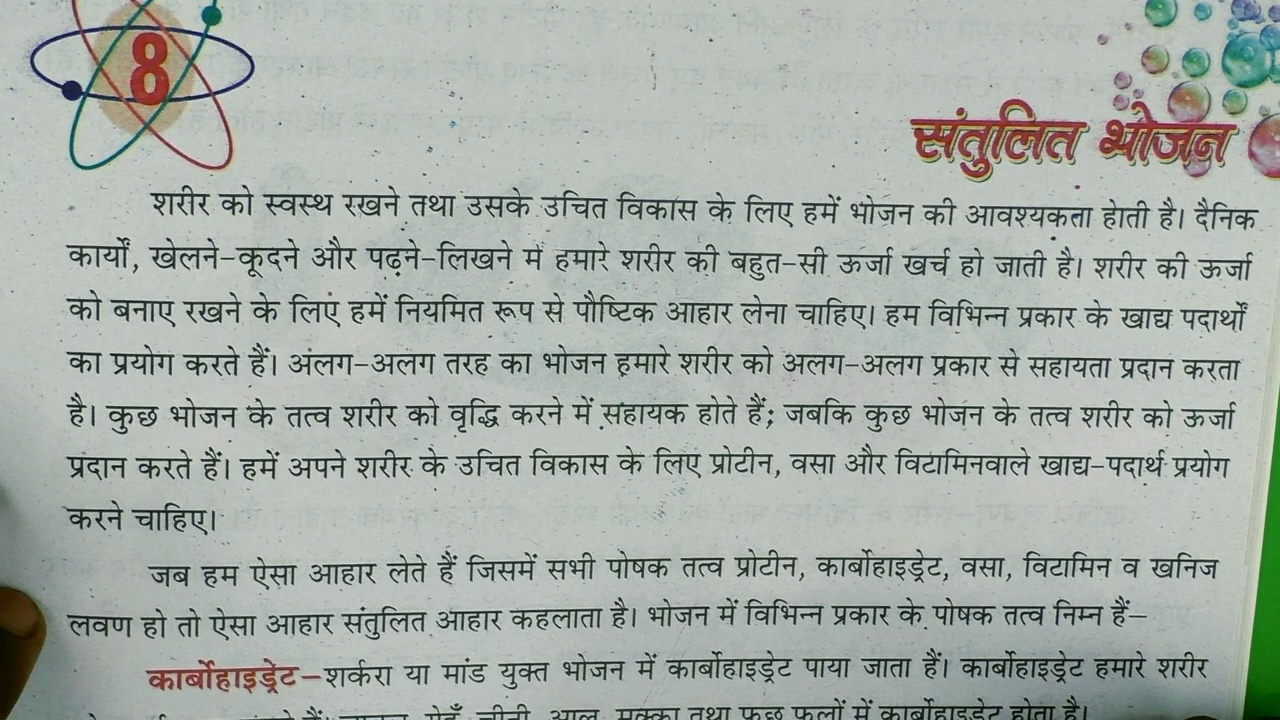 8
संतुलित भोजन
शरीर को स्वस्थ रखने तथा उसके उचित विकास के लिए हमें भोजन की आवश्यकता होती है। दैनिक
कार्यों, खेलने-कूदने और पढ़ने-लिखने में हमारे शरीर की बहुत-सी ऊर्जा खर्च हो जाती है। शरीर की ऊर्जा
को बनाए रखने के लिए हमें नियमित रूप से पौष्टिक आहार लेना चाहिए। हम विभिन्न प्रकार के खाद्य पदार्थों
का प्रयोग करते हैं। अलग-अलग तरह का भोजन हमारे शरीर को अलग-अलग प्रकार से सहायता प्रदान करता
है। कुछ भोजन के तत्व शरीर को वृद्धि करने में सहायक होते हैं; जबकि कुछ भोजन के तत्व शरीर को ऊर्जा
प्रदान करते हैं। हमें अपने शरीर के उचित विकास के लिए प्रोटीन, वसा और विटामिनवाले खाद्य-पदार्थ प्रयोग
करने चाहिए।
जब हम ऐसा आहार लेते हैं जिसमें सभी पोषक तत्व प्रोटीन, कार्बोहाइड्रेट, वसा, विटामिन व खनिज
लवण हो तो ऐसा आहार संतुलित आहार कहलाता है। भोजन में विभिन्न प्रकार के पोषक तत्व निम्न हैं–
कार्बोहाइड्रेट–शर्करा या मांड युक्त भोजन में कार्बोहाइड्रेट पाया जाता हैं। कार्बोहाइड्रेट हमारे शरीर
गेहूँ, चीनी, आलू, मक्का तथा कुछ फलों में कार्बोहाइड्रेट होता है।